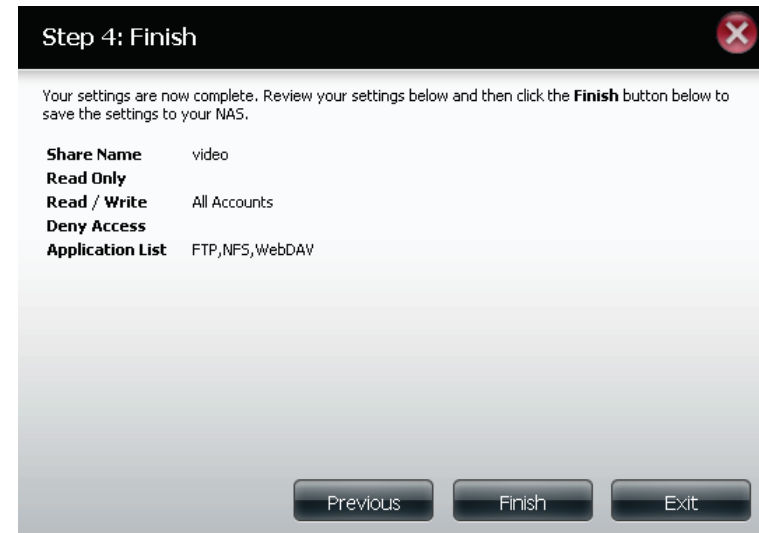 Step 4: Finish
Your settings are now complete. Review your settings below and then click the Finish button below to
save the settings to your NAS.
Share Name video
Read Only
Read / Write All Accounts
Deny Access
Application List FTP,NFS,WebDAV
Previous Finish Exit